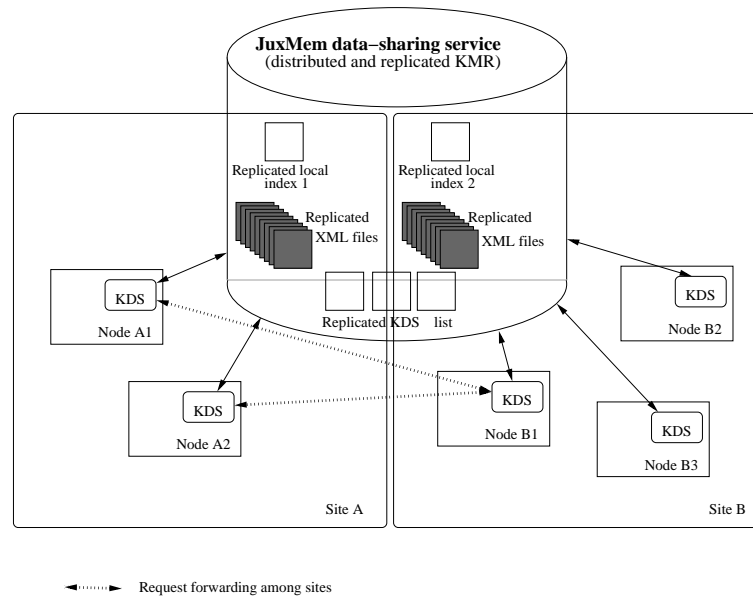 JuxMem data-sharing service
(distributed and replicated KMR)
Replicated local
index 1
Replicated local
index 2
Replicated
XML files
Replicated
XML files
KDS
Node A1
Replicated KDS list
KDS
Node B2
KDS
Node A2
KDS
Node B1
KDS
Node B3
Site A
Site B
Request forwarding among sites